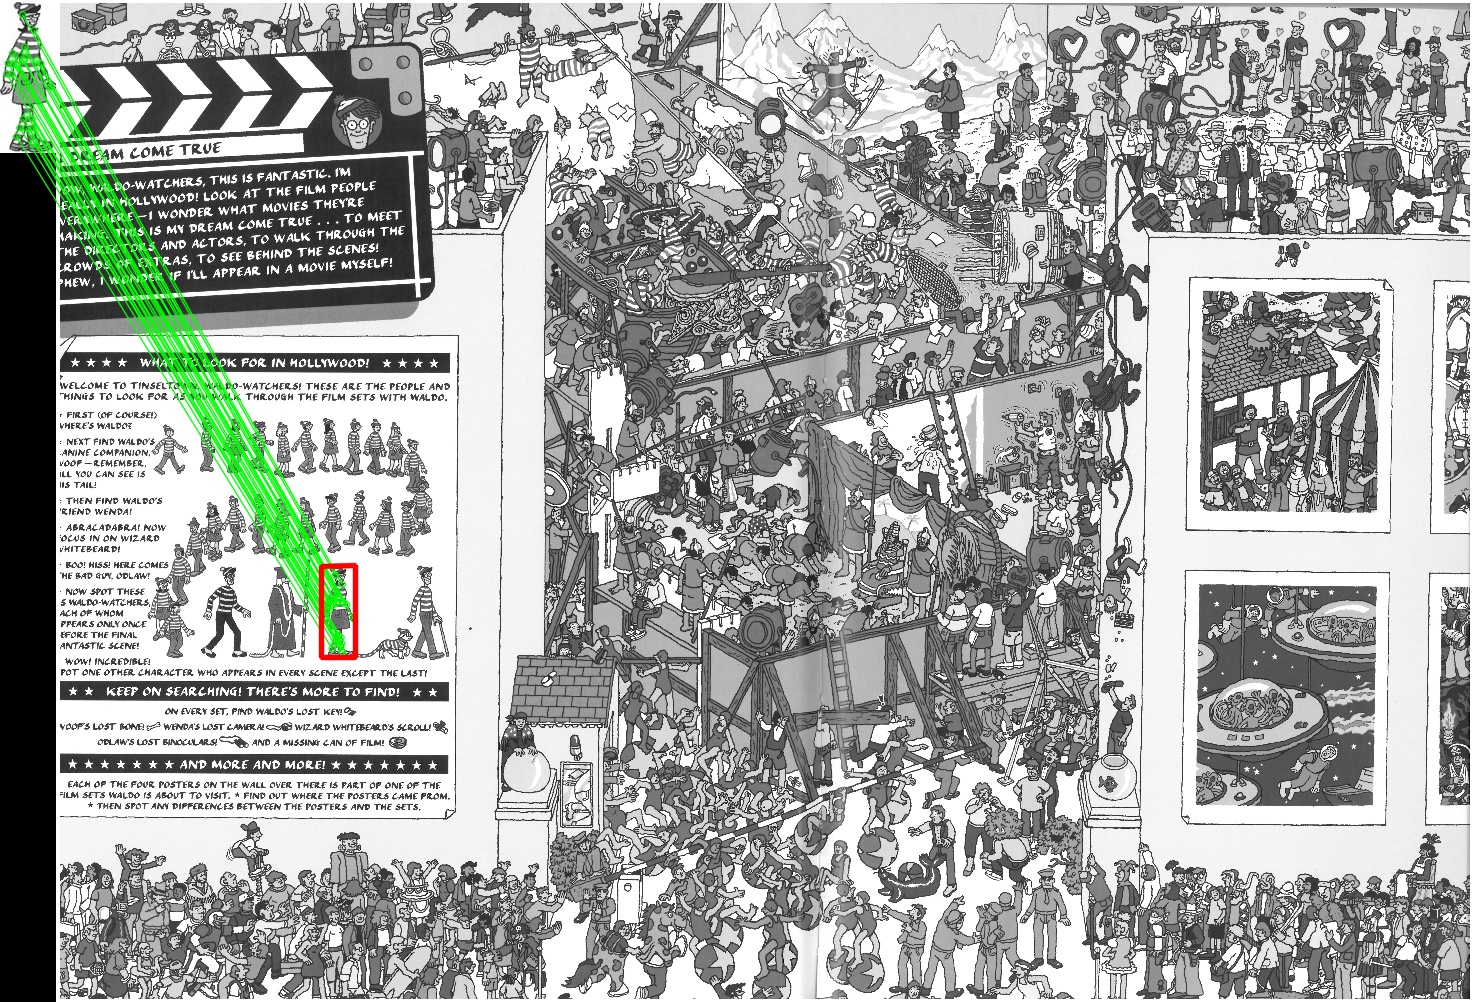 DREAM COME TRUE
WOW, WALDO-WATCHERS, THIS IS FANTASTIC. I'M
REALLY IN HOLLYWOOD! LOOK AT THE FILM PEOPLE
EVERYWHERE—I WONDER WHAT MOVIES THEY'RE
MAKING. THIS IS MY DREAM COME TRUE . . . TO MEET
THE DIRECTORS AND ACTORS, TO WALK THROUGH THE
CROWDS OF EXTRAS, TO SEE BEHIND THE SCENES!
PHEW, I WONDER IF I'LL APPEAR IN A MOVIE MYSELF!
WHAT TO LOOK FOR IN HOLLYWOOD!
WELCOME TO TINSELTOWN, WALDO-WATCHERS! THESE ARE THE PEOPLE AND
THINGS TO LOOK FOR AS YOU WALK THROUGH THE FILM SETS WITH WALDO.
FIRST (OF COURSE!)
WHERE'S WALDO?
NEXT FIND WALDO'S
CANINE COMPANION,
WOOF—REMEMBER,
ALL YOU CAN SEE IS
HIS TAIL!
THEN FIND WALDO'S
FRIEND WENDA!
ABRACADABRA! NOW
FOCUS IN ON WIZARD
WHITEBEARD!
BOO! HISS! HERE COMES
THE BAD GUY, ODLAW!
NOW SPOT THESE
5 WALDO-WATCHERS,
EACH OF WHOM
APPEARS ONLY ONCE
BEFORE THE FINAL
FANTASTIC SCENE!
WOW! INCREDIBLE!
SPOT ONE OTHER CHARACTER WHO APPEARS IN EVERY SCENE EXCEPT THE LAST!
KEEP ON SEARCHING! THERE'S MORE TO FIND!
ON EVERY SET, FIND WALDO'S LOST KEY!
WOOF'S LOST BONE! WENDA'S LOST CAMERA! WIZARD WHITEBEARD'S SCROLL!
ODLAW'S LOST BINOCULARS! AND A MISSING CAN OF FILM!
AND MORE AND MORE!
EACH OF THE FOUR POSTERS ON THE WALL OVER THERE IS PART OF ONE OF THE
FILM SETS WALDO IS ABOUT TO VISIT. * FIND OUT WHERE THE POSTERS CAME FROM.
* THEN SPOT ANY DIFFERENCES BETWEEN THE POSTERS AND THE SETS.